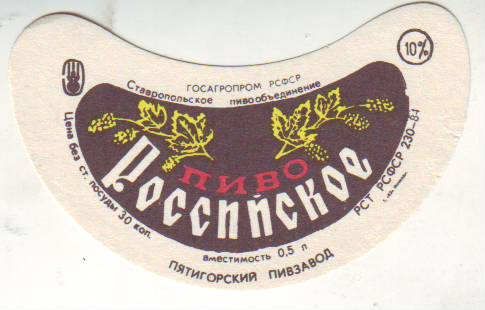 10%
ГОСАГРОПРОМ РСФСР
Ставропольское пивообъединение
Цена без ст. посуды 30 коп.
ПИВО
Российское
РСТ РСФСР 230-84
вместимость 0,5 л
ПЯТИГОРСКИЙ ПИВЗАВОД